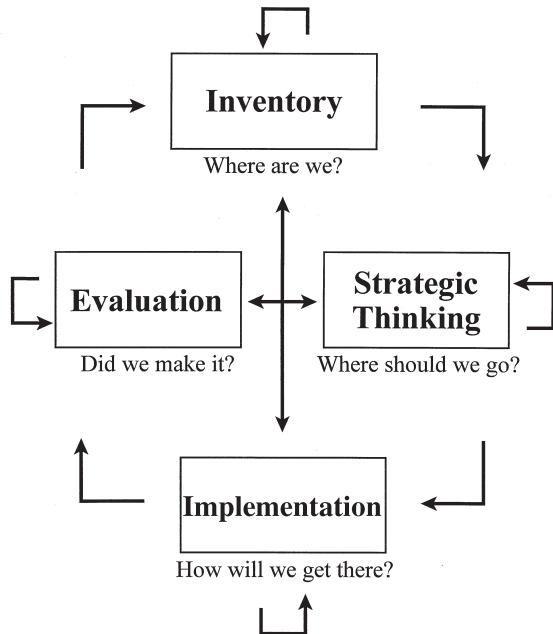 Inventory
Where are we?
Evaluation
Did we make it?
Strategic
Thinking
Where should we go?
Implementation
How will we get there?